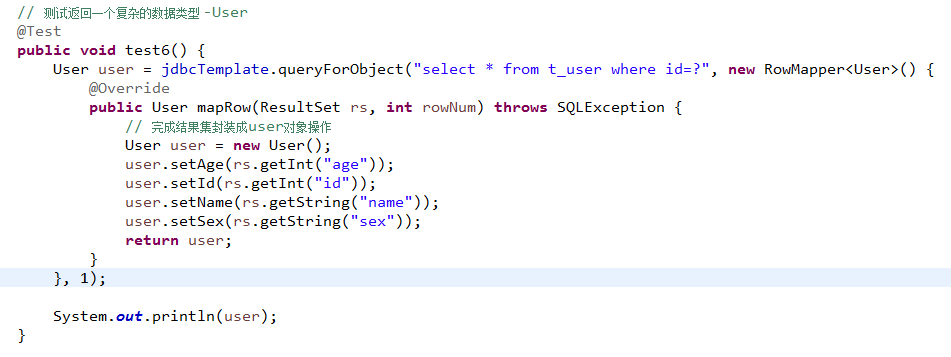 // 测试返回一个复杂的数据类型 -User
@Test
public void test6() {
    User user = jdbcTemplate.queryForObject("select * from t_user where id=?", new RowMapper<User>() {
        @Override
        public User mapRow(ResultSet rs, int rowNum) throws SQLException {
            // 完成结果集封装成user对象操作
            User user = new User();
            user.setAge(rs.getInt("age"));
            user.setId(rs.getInt("id"));
            user.setName(rs.getString("name"));
            user.setSex(rs.getString("sex"));
            return user;
        }
    }, 1);
    System.out.println(user);
}